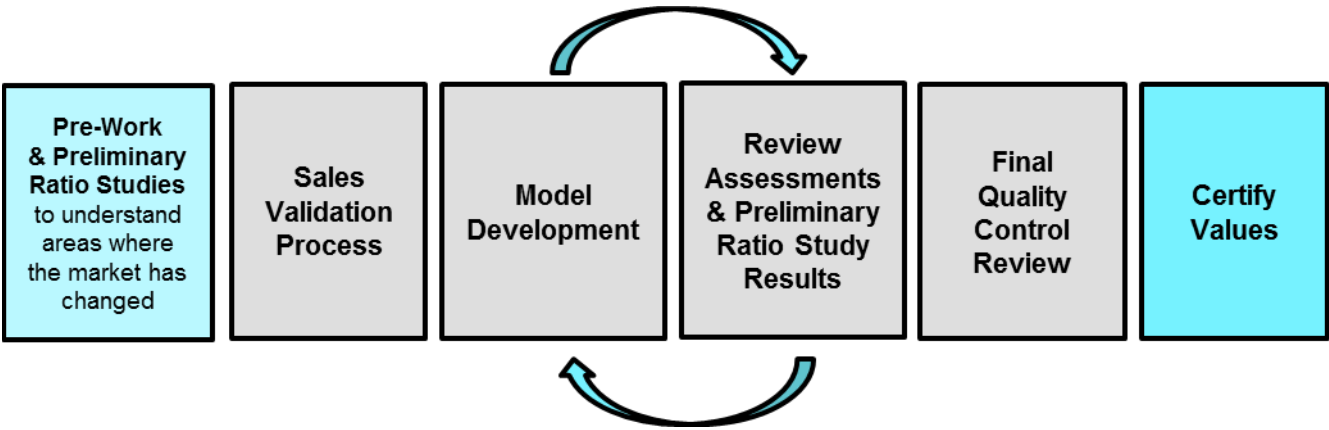 Pre-Work
& Preliminary
Ratio Studies
to understand
areas where
the market has
changed
Sales
Validation
Process
Model
Development
Review
Assessments
& Preliminary
Ratio Study
Results
Final
Quality
Control
Review
Certify
Values